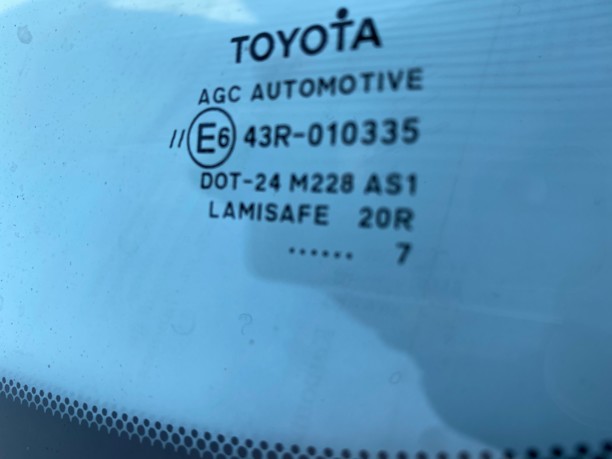 TOYOTA
AGC AUTOMOTIVE
// E6 43R-010335
DOT-24 M228 AS1
LAMISAFE 20R
...... 7